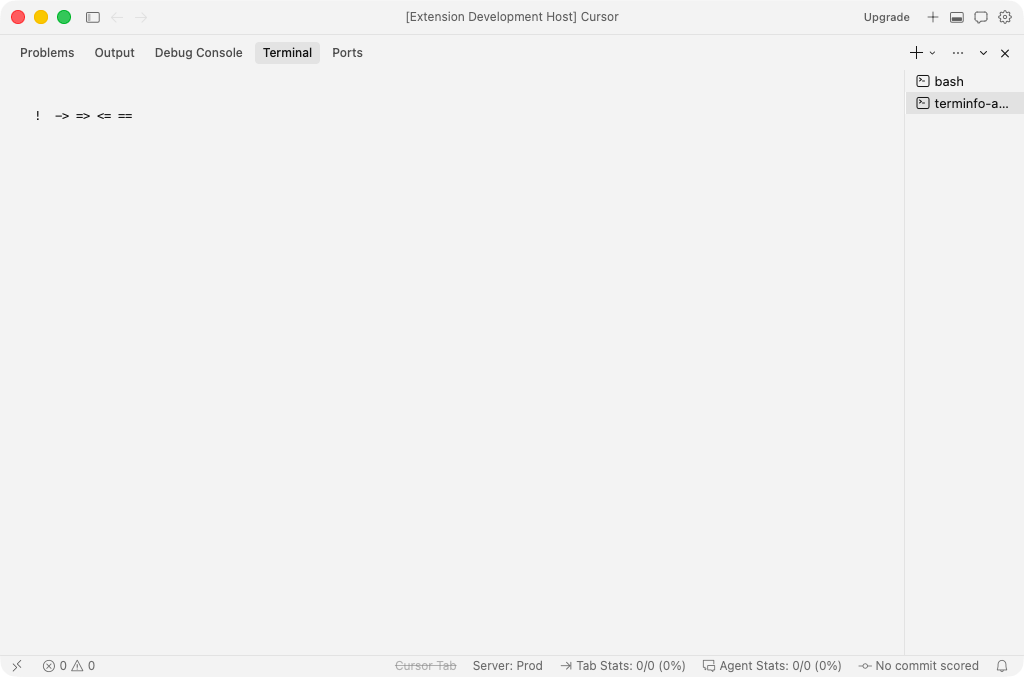 [Extension Development Host] Cursor
Upgrade
Problems Output Debug Console Terminal Ports
bash
terminfo-a...
! -> => <= ==
0 0 Cursor Tab Server: Prod Tab Stats: 0/0 (0%) Agent Stats: 0/0 (0%) No commit scored